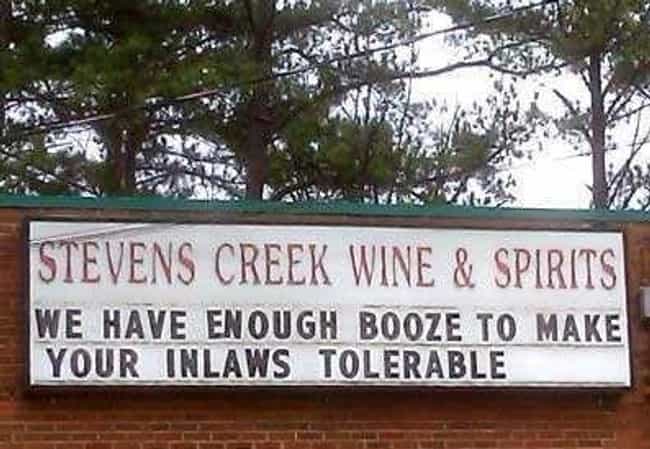 STEVENS CREEK WINE & SPIRITS
WE HAVE ENOUGH BOOZE TO MAKE
YOUR INLAWS TOLERABLE